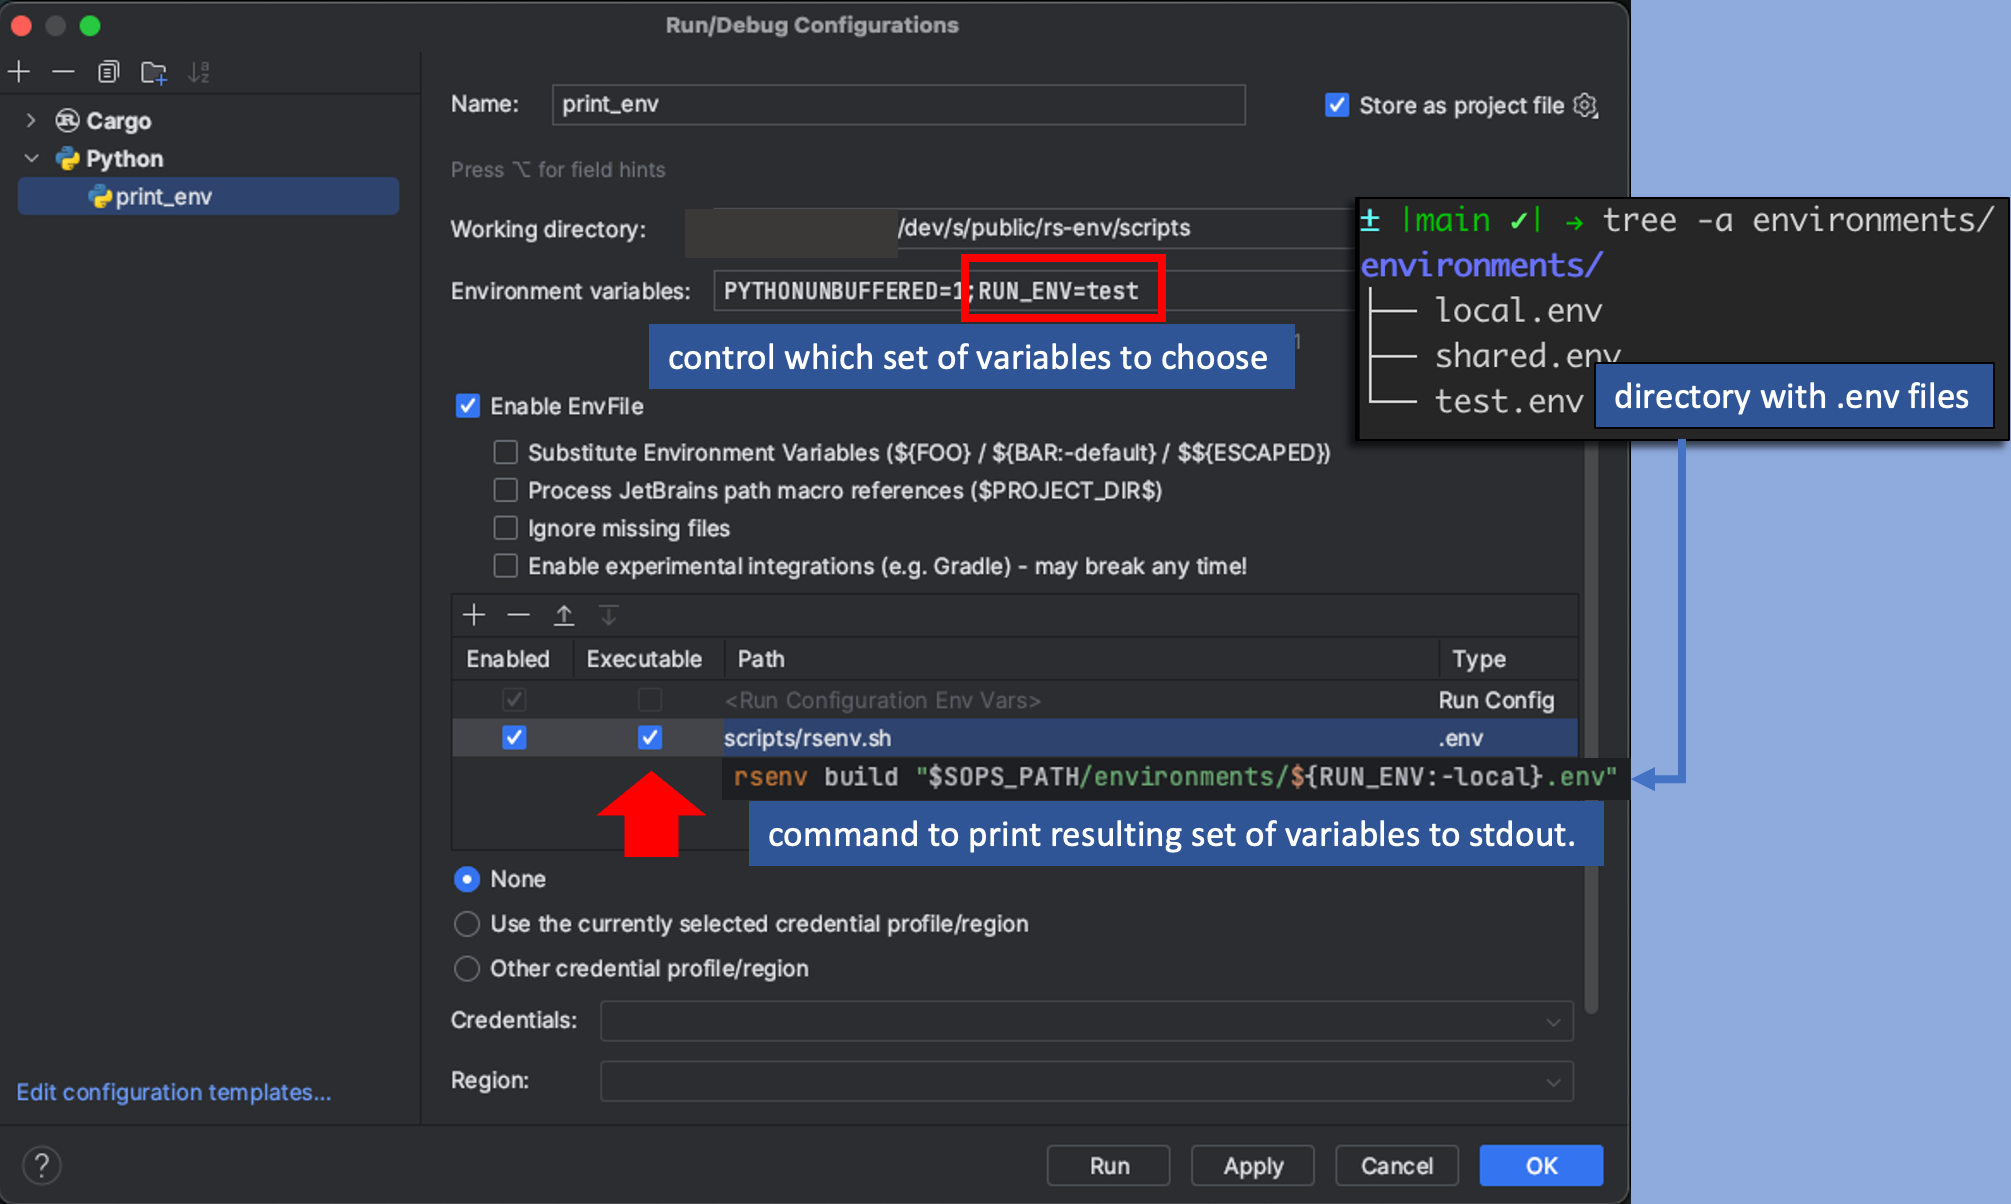 Run/Debug Configurations
Cargo
Python
print_env
Edit configuration templates...
Name: print_env
Store as project file
Press ⌥ for field hints
Working directory: /dev/s/public/rs-env/scripts
Environment variables: PYTHONUNBUFFERED=1;RUN_ENV=test
control which set of variables to choose
± |main ✓| → tree -a environments/
environments/
├── local.env
├── shared.env
└── test.env
directory with .env files
Enable EnvFile
Substitute Environment Variables (${FOO} / ${BAR:-default} / $${ESCAPED})
Process JetBrains path macro references ($PROJECT_DIR$)
Ignore missing files
Enable experimental integrations (e.g. Gradle) - may break any time!
Enabled Executable Path Type
<Run Configuration Env Vars> Run Config
scripts/rsenv.sh .env
rsenv build "$SOPS_PATH/environments/${RUN_ENV:-local}.env"
command to print resulting set of variables to stdout.
None
Use the currently selected credential profile/region
Other credential profile/region
Credentials:
Region:
?
Run Apply Cancel OK